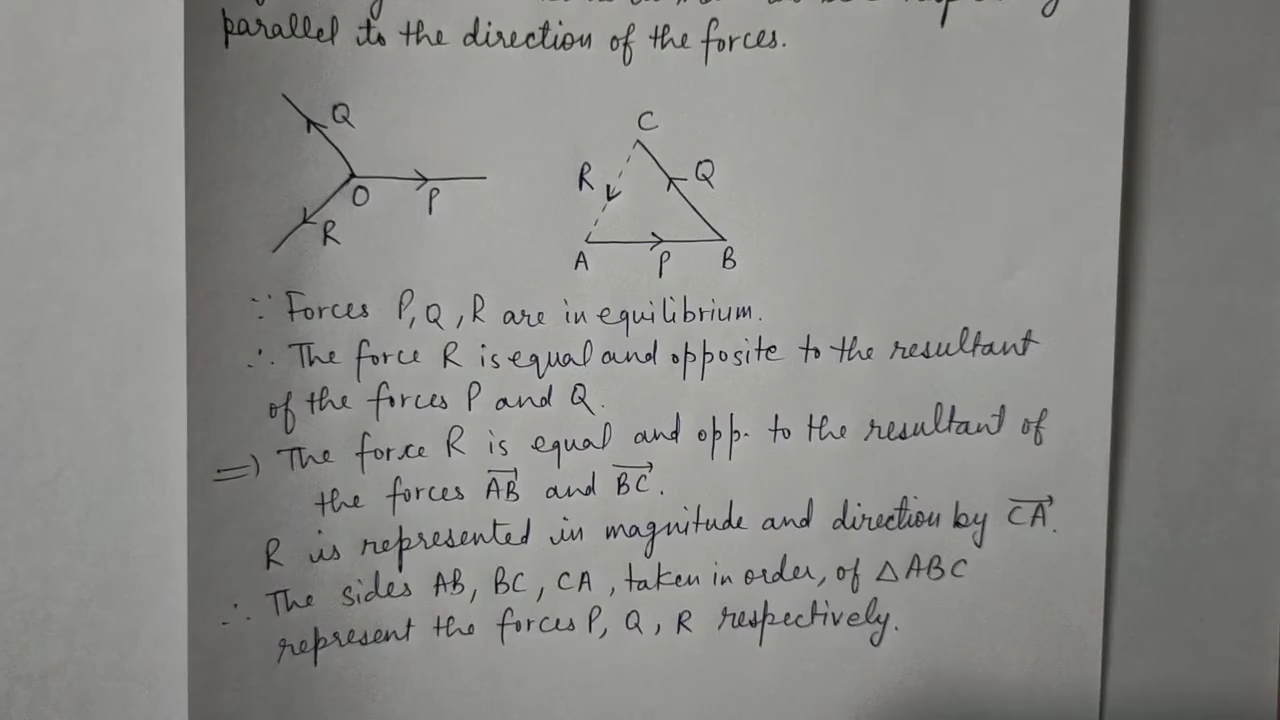 parallel to the direction of the forces.
Q
O
P
R
C
R
Q
A
P
B
∵ Forces P, Q, R are in equilibrium.
∴ The force R is equal and opposite to the resultant
of the forces P and Q.
⇒ The force R is equal and opp. to the resultant of
the forces A⃗B⃗ and B⃗C⃗.
R is represented in magnitude and direction by C⃗A⃗.
∴ The sides AB, BC, CA, taken in order, of △ABC
represent the forces P, Q, R respectively.